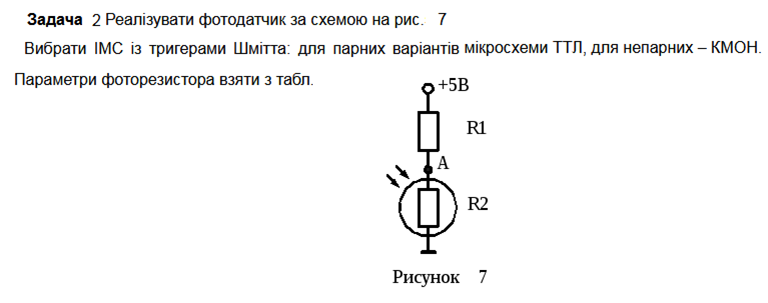 Задача 2 Реалізувати фотодатчик за схемою на рис. 7
Вибрати ІМС із тригерами Шмітта: для парних варіантів мікросхеми ТТЛ, для непарних – КМОН.
Параметри фоторезистора взяти з табл.
+5В
R1
А
R2
Рисунок 7